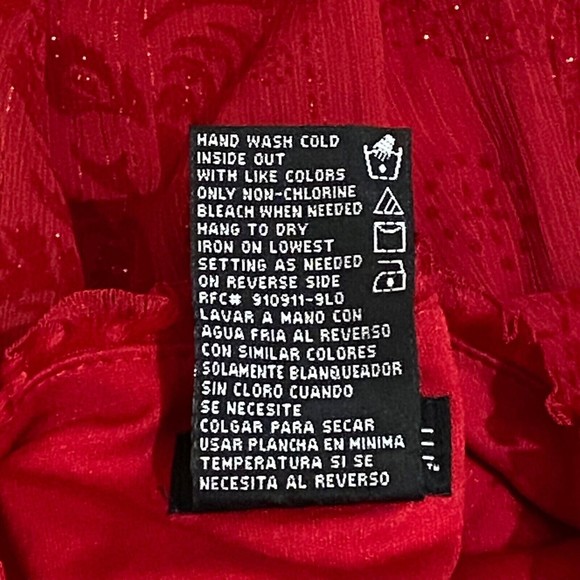 HAND WASH COLD
INSIDE OUT
WITH LIKE COLORS
ONLY NON-CHLORINE
BLEACH WHEN NEEDED
HANG TO DRY
IRON ON LOWEST
SETTING AS NEEDED
ON REVERSE SIDE
RFC# 910911-9L0
LAVAR A MANO CON
AGUA FRIA AL REVERSO
CON SIMILAR COLORES
SOLAMENTE BLANQUEADOR
SIN CLORO CUANDO
SE NECESITE
COLGAR PARA SECAR
USAR PLANCHA EN MINIMA
TEMPERATURA SI SE
NECESITA AL REVERSO
™